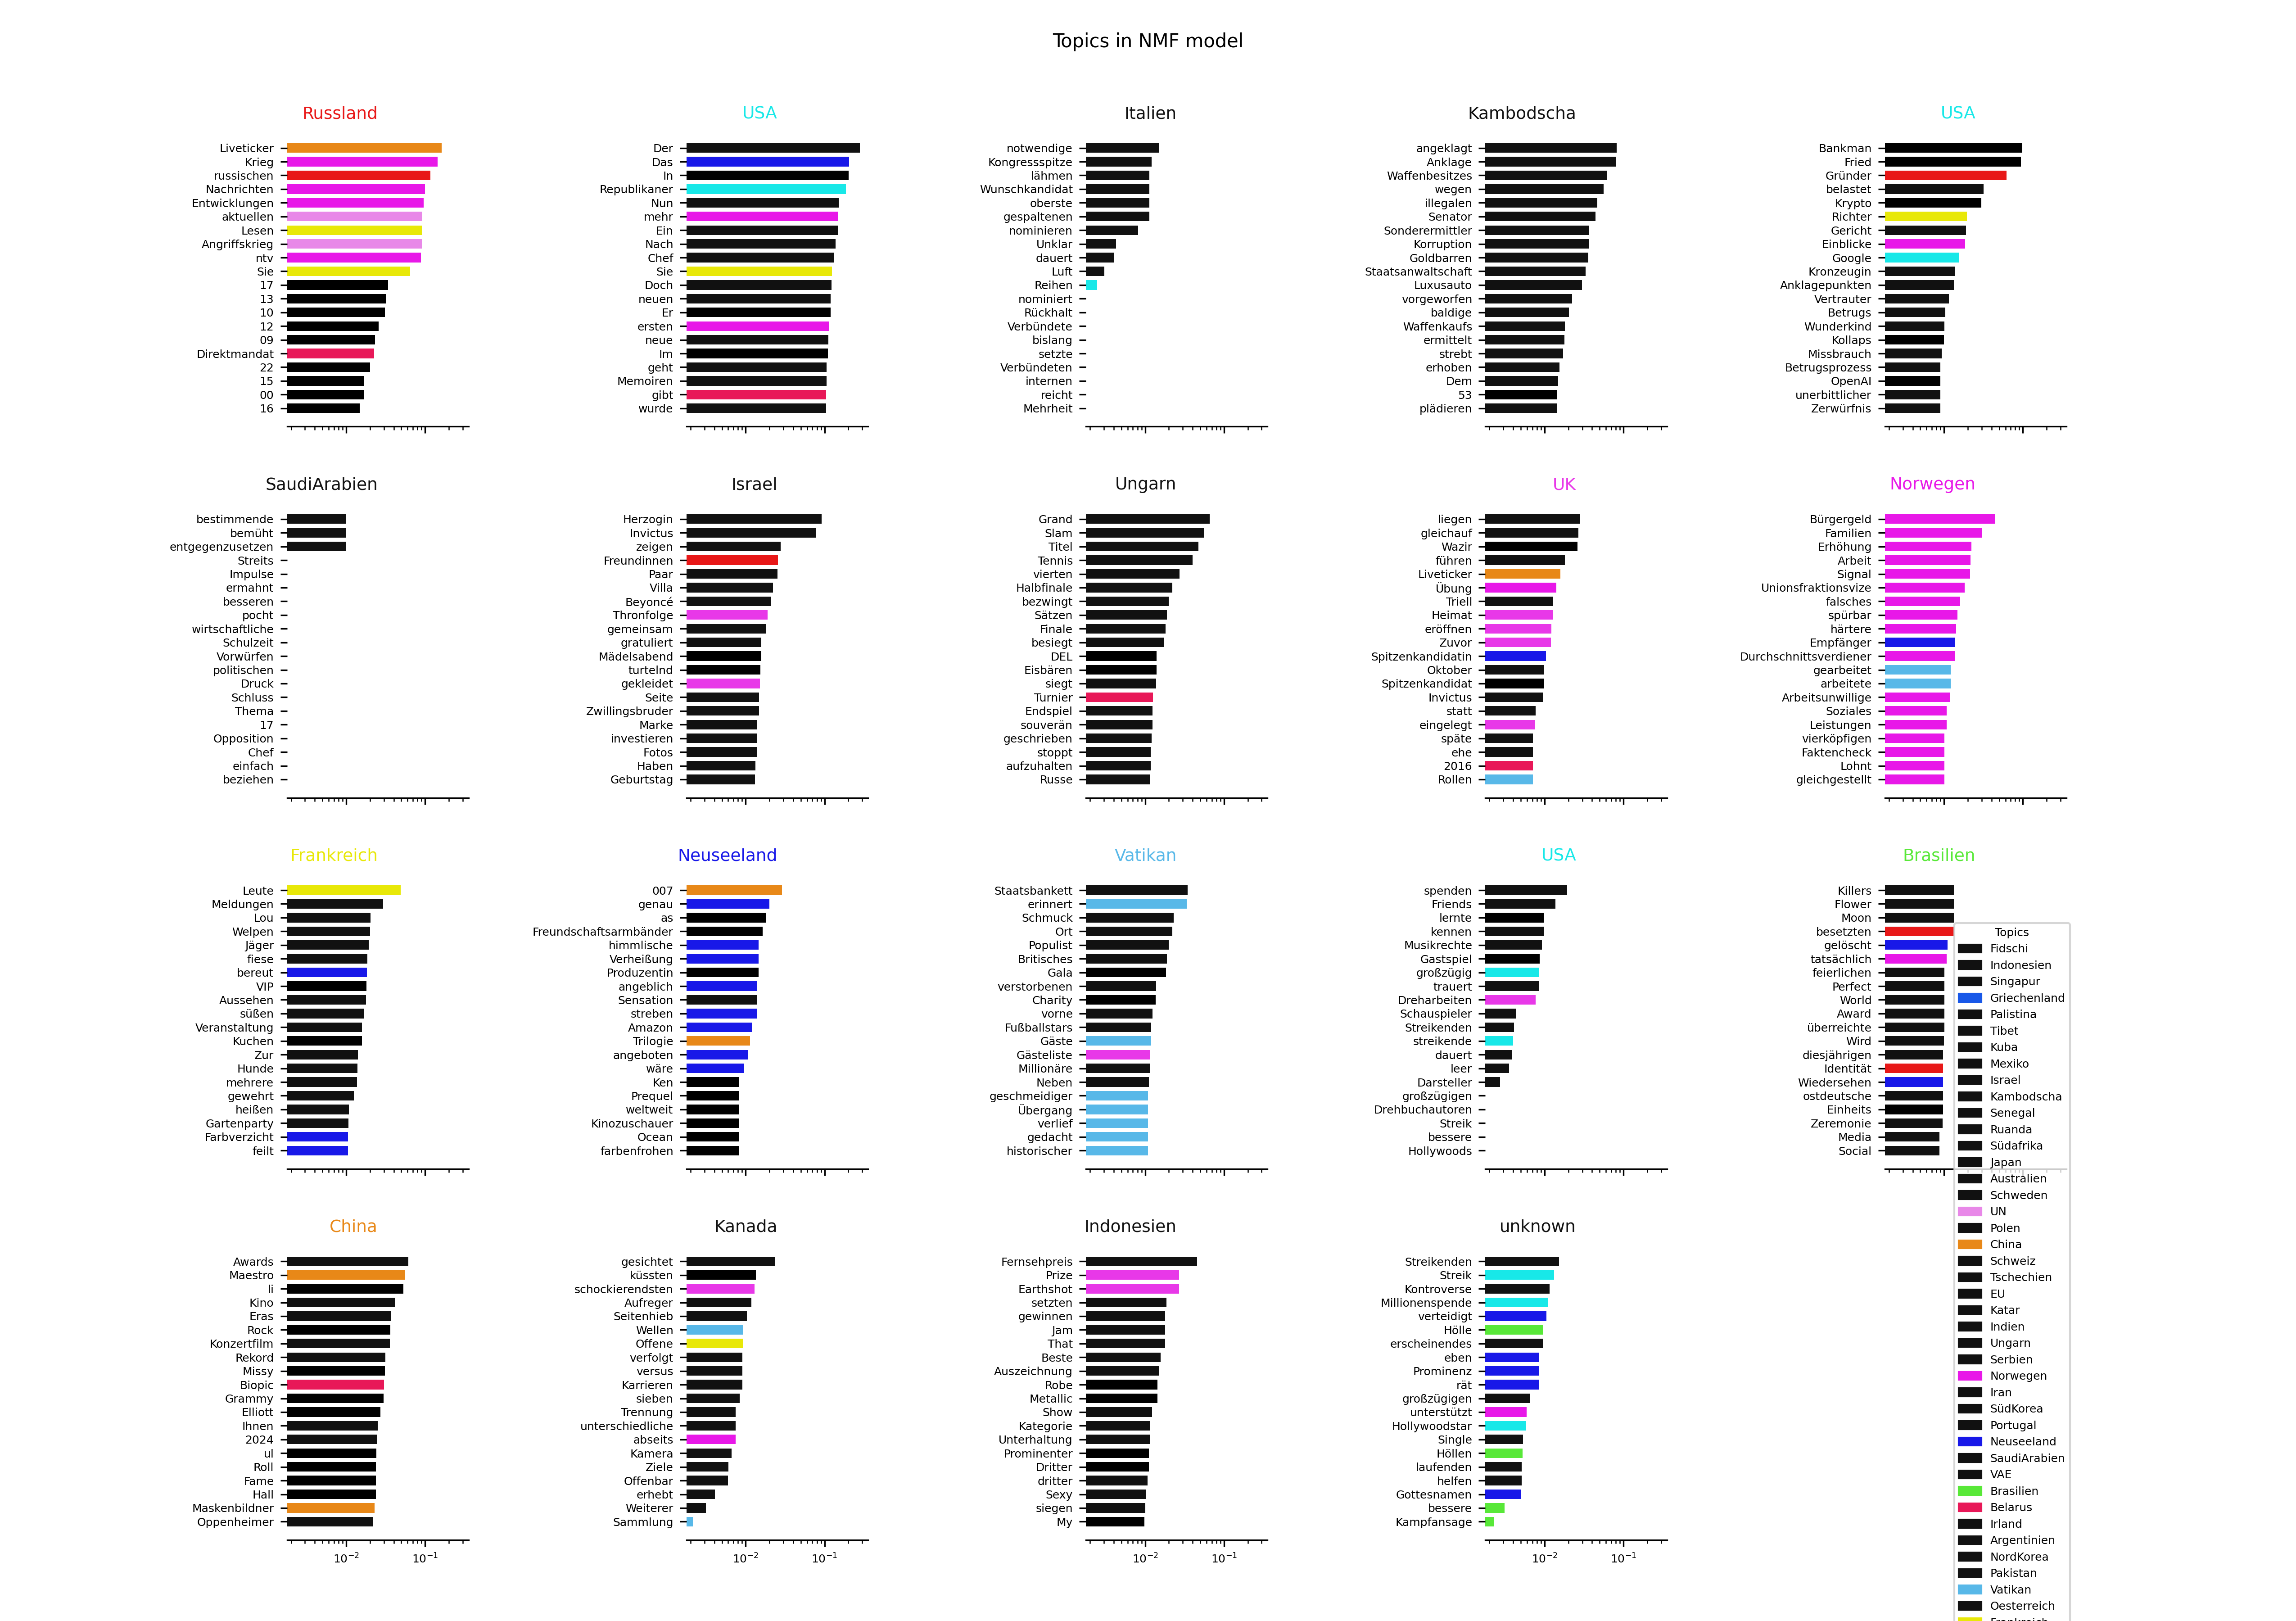 Topics in NMF model
Russland
Liveticker
Krieg
russischen
Nachrichten
Entwicklungen
aktuellen
Lesen
Angriffskrieg
ntv
Sie
17
13
10
12
09
Direktmandat
22
15
00
16
USA
Der
Das
In
Republikaner
Nun
mehr
Ein
Nach
Chef
Sie
Doch
neuen
Er
ersten
neue
Im
geht
Memoiren
gibt
wurde
Italien
notwendige
Kongressspitze
lähmen
Wunschkandidat
oberste
gespaltenen
nominieren
Unklar
dauert
Luft
Reihen
nominiert
Rückhalt
Verbündete
bislang
setzte
Verbündeten
internen
reicht
Mehrheit
Kambodscha
angeklagt
Anklage
Waffenbesitzes
wegen
illegalen
Senator
Sonderermittler
Korruption
Goldbarren
Staatsanwaltschaft
Luxusauto
vorgeworfen
baldige
Waffenkaufs
ermittelt
strebt
erhoben
Dem
53
plädieren
USA
Bankman
Fried
Gründer
belastet
Krypto
Richter
Gericht
Einblicke
Google
Kronzeugin
Anklagepunkten
Vertrauter
Betrugs
Wunderkind
Kollaps
Missbrauch
Betrugsprozess
OpenAI
unerbittlicher
Zerwürfnis
SaudiArabien
bestimmende
bemüht
entgegenzusetzen
Streits
Impulse
ermahnt
besseren
pocht
wirtschaftliche
Schulzeit
Vorwürfen
politischen
Druck
Schluss
Thema
17
Opposition
Chef
einfach
beziehen
Israel
Herzogin
Invictus
zeigen
Freundinnen
Paar
Villa
Beyoncé
Thronfolge
gemeinsam
gratuliert
Mädelsabend
turtelnd
gekleidet
Seite
Zwillingsbruder
Marke
investieren
Fotos
Haben
Geburtstag
Ungarn
Grand
Slam
Titel
Tennis
vierten
Halbfinale
bezwingt
Sätzen
Finale
besiegt
DEL
Eisbären
siegt
Turnier
Endspiel
souverän
geschrieben
stoppt
aufzuhalten
Russe
UK
liegen
gleichauf
Wazir
führen
Liveticker
Übung
Triell
Heimat
eröffnen
Zuvor
Spitzenkandidatin
Oktober
Spitzenkandidat
Invictus
statt
eingelegt
späte
ehe
2016
Rollen
Norwegen
Bürgergeld
Familien
Erhöhung
Arbeit
Signal
Unionsfraktionsvize
falsches
spürbar
härtere
Empfänger
Durchschnittsverdiener
gearbeitet
arbeitete
Arbeitsunwillige
Soziales
Leistungen
vierköpfigen
Faktencheck
Lohnt
gleichgestellt
Frankreich
Leute
Meldungen
Lou
Welpen
Jäger
fiese
bereut
VIP
Aussehen
süßen
Veranstaltung
Kuchen
Zur
Hunde
mehrere
gewehrt
heißen
Gartenparty
Farbverzicht
feilt
Neuseeland
007
genau
as
Freundschaftsarmbänder
himmlische
Verheißung
Produzentin
angeblich
Sensation
streben
Amazon
Trilogie
angeboten
wäre
Ken
Prequel
weltweit
Kinozuschauer
Ocean
farbenfrohen
Vatikan
Staatsbankett
erinnert
Schmuck
Ort
Populist
Britisches
Gala
verstorbenen
Charity
vorne
Fußballstars
Gäste
Gästeliste
Millionäre
Neben
geschmeidiger
Übergang
verlief
gedacht
historischer
USA
spenden
Friends
lernte
kennen
Musikrechte
Gastspiel
großzügig
trauert
Dreharbeiten
Schauspieler
Streikenden
streikende
dauert
leer
Darsteller
großzügigen
Drehbuchautoren
Streik
bessere
Hollywoods
Brasilien
Killers
Flower
Moon
besetzten
gelöscht
tatsächlich
feierlichen
Perfect
World
Award
überreichte
Wird
diesjährigen
Identität
Wiedersehen
ostdeutsche
Einheits
Zeremonie
Media
Social
China
Awards
Maestro
li
Kino
Eras
Rock
Konzertfilm
Rekord
Missy
Biopic
Grammy
Elliott
Ihnen
2024
ul
Roll
Fame
Hall
Maskenbildner
Oppenheimer
10⁻²
10⁻¹
Kanada
gesichtet
küssten
schockierendsten
Aufreger
Seitenhieb
Wellen
Offene
verfolgt
versus
Karrieren
sieben
Trennung
unterschiedliche
abseits
Kamera
Ziele
Offenbar
erhebt
Weiterer
Sammlung
10⁻²
10⁻¹
Indonesien
Fernsehpreis
Prize
Earthshot
setzten
gewinnen
Jam
That
Beste
Auszeichnung
Robe
Metallic
Show
Kategorie
Unterhaltung
Prominenter
Dritter
dritter
Sexy
siegen
My
10⁻²
10⁻¹
unknown
Streikenden
Streik
Kontroverse
Millionenspende
verteidigt
Hölle
erscheinendes
eben
Prominenz
rät
großzügigen
unterstützt
Hollywoodstar
Single
Höllen
laufenden
helfen
Gottesnamen
bessere
Kampfansage
10⁻²
10⁻¹
Topics
Fidschi
Indonesien
Singapur
Griechenland
Palistina
Tibet
Kuba
Mexiko
Israel
Kambodscha
Senegal
Ruanda
Südafrika
Japan
Australien
Schweden
UN
Polen
China
Schweiz
Tschechien
EU
Katar
Indien
Ungarn
Serbien
Norwegen
Iran
SüdKorea
Portugal
Neuseeland
SaudiArabien
VAE
Brasilien
Belarus
Irland
Argentinien
NordKorea
Pakistan
Vatikan
Oesterreich